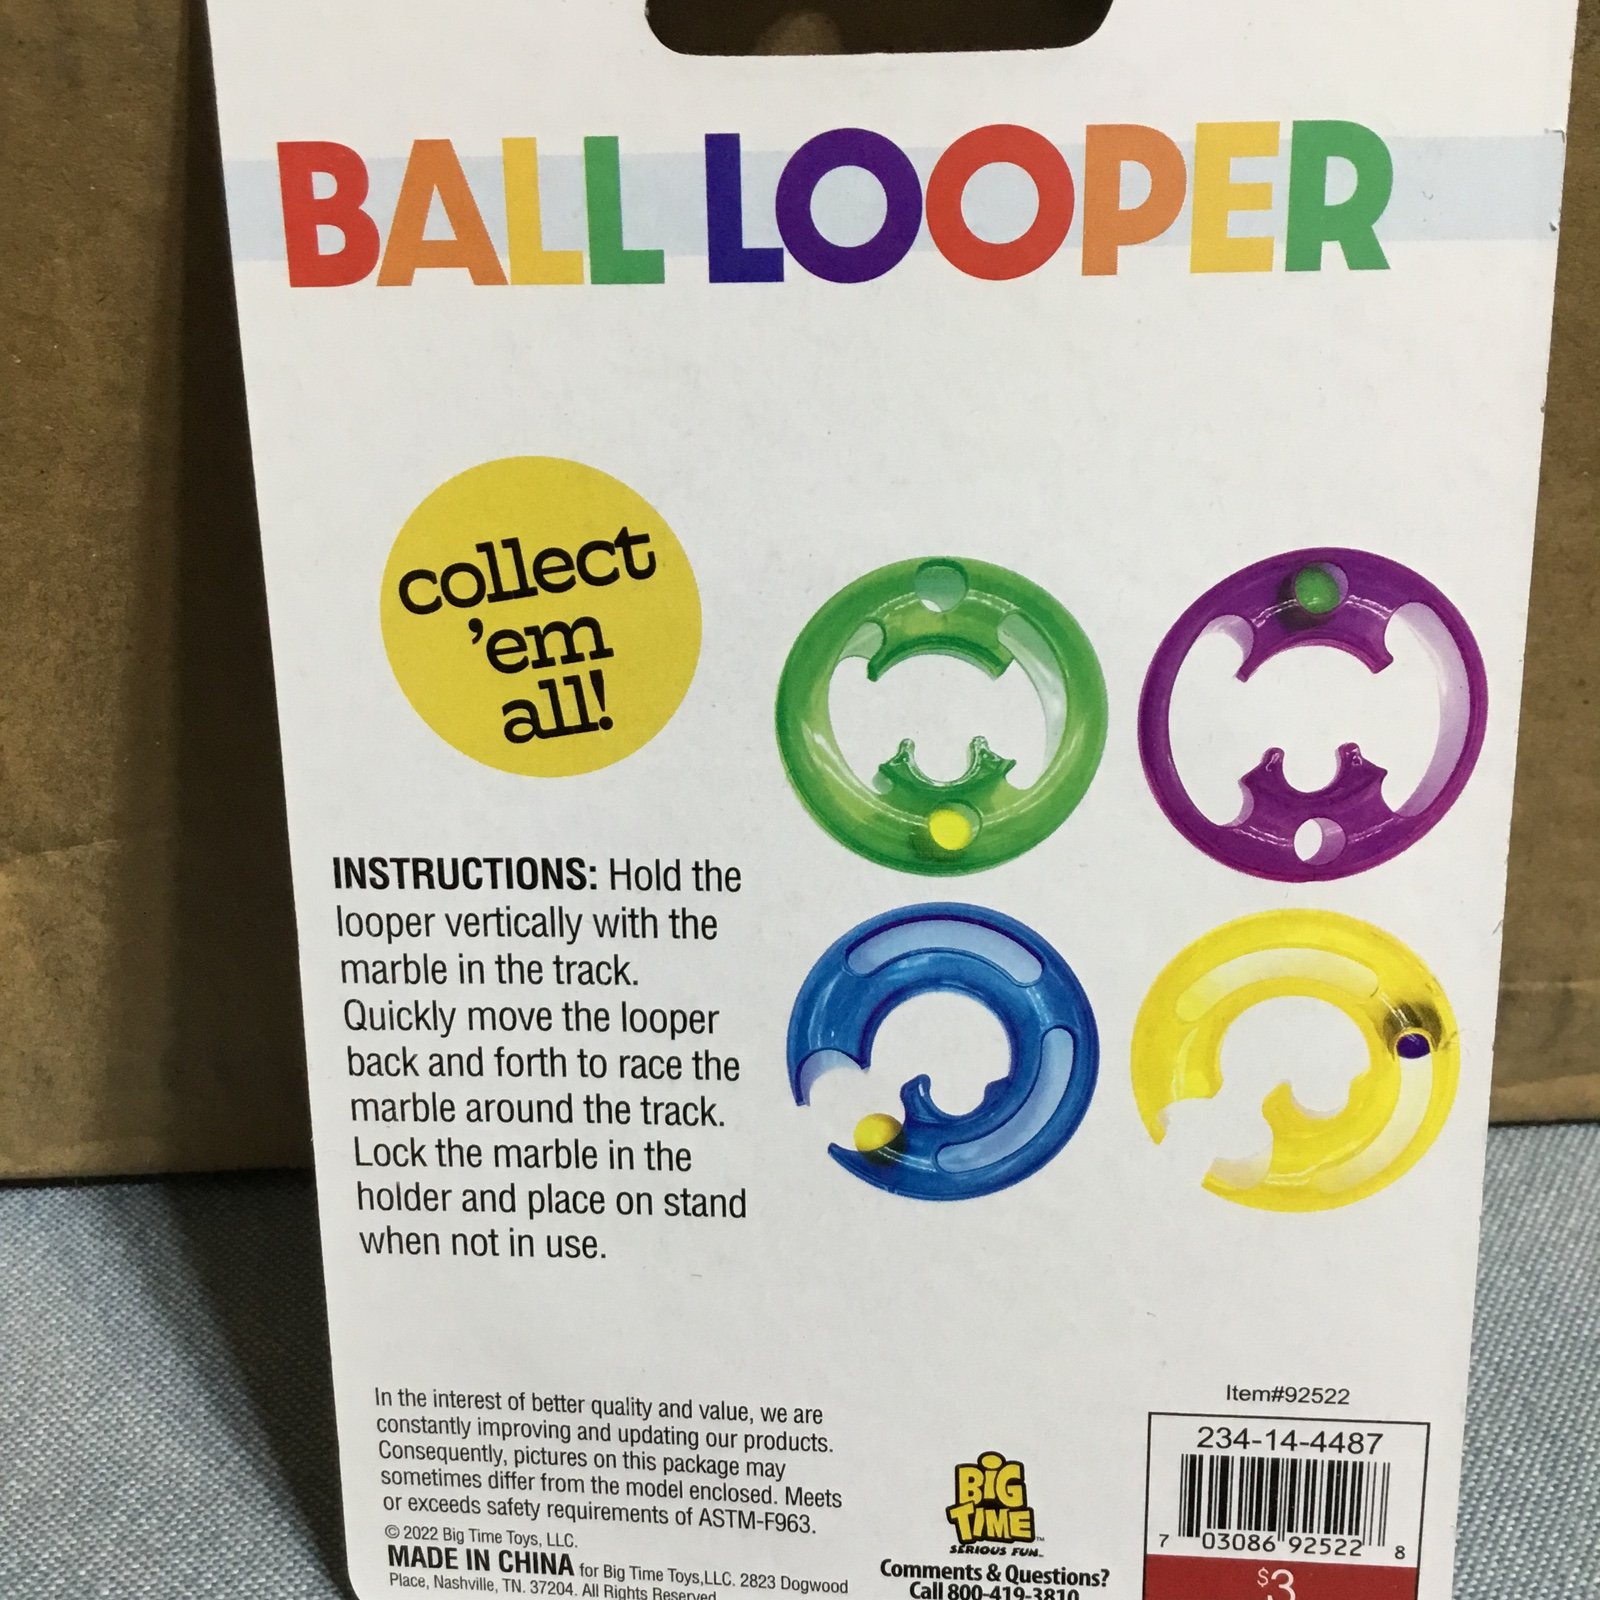 BALL LOOPER
collect
'em
all!
INSTRUCTIONS: Hold the
looper vertically with the
marble in the track.
Quickly move the looper
back and forth to race the
marble around the track.
Lock the marble in the
holder and place on stand
when not in use.
In the interest of better quality and value, we are
constantly improving and updating our products.
Consequently, pictures on this package may
sometimes differ from the model enclosed. Meets
or exceeds safety requirements of ASTM-F963.
© 2022 Big Time Toys, LLC.
MADE IN CHINA for Big Time Toys,LLC. 2823 Dogwood
Place, Nashville, TN. 37204. All Rights Reserved
BIG
TIME™
SERIOUS FUN™
Comments & Questions?
Call 800-419-3810
Item#92522
234-14-4487
7 03086 92522 8
$3